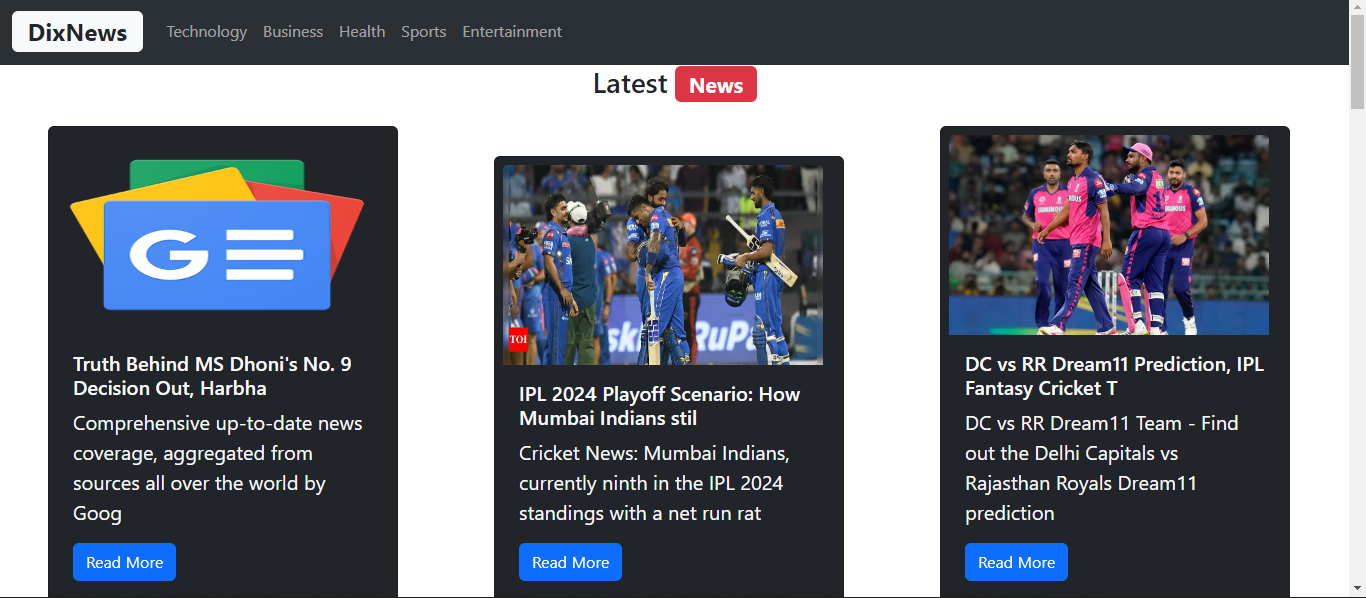 DixNews Technology Business Health Sports Entertainment
Latest News
Truth Behind MS Dhoni's No. 9
Decision Out, Harbha
Comprehensive up-to-date news
coverage, aggregated from
sources all over the world by
Goog
Read More
TOI
IPL 2024 Playoff Scenario: How
Mumbai Indians stil
Cricket News: Mumbai Indians,
currently ninth in the IPL 2024
standings with a net run rat
Read More
DC vs RR Dream11 Prediction, IPL
Fantasy Cricket T
DC vs RR Dream11 Team - Find
out the Delhi Capitals vs
Rajasthan Royals Dream11
prediction
Read More